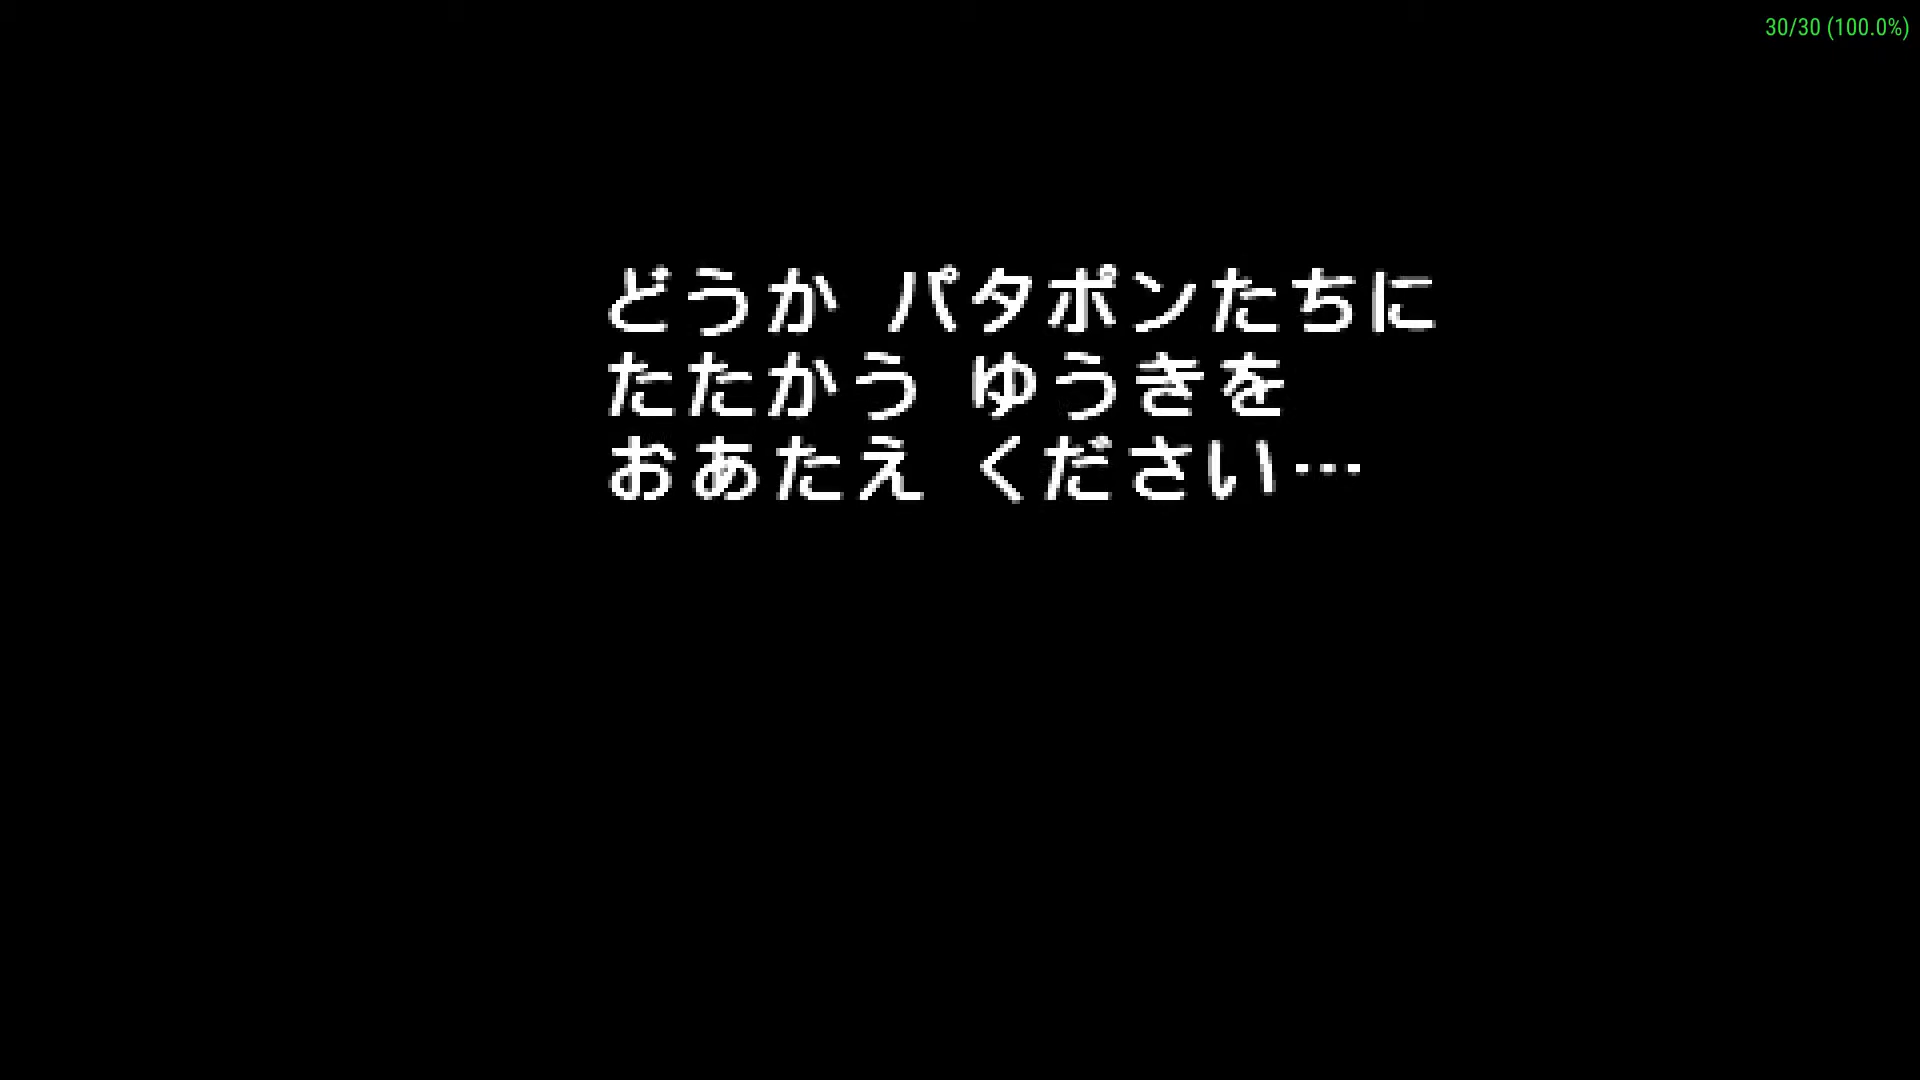 30/30 (100.0%)
どうか パタポンたちに
たたかう ゆうきを
おあたえ ください…